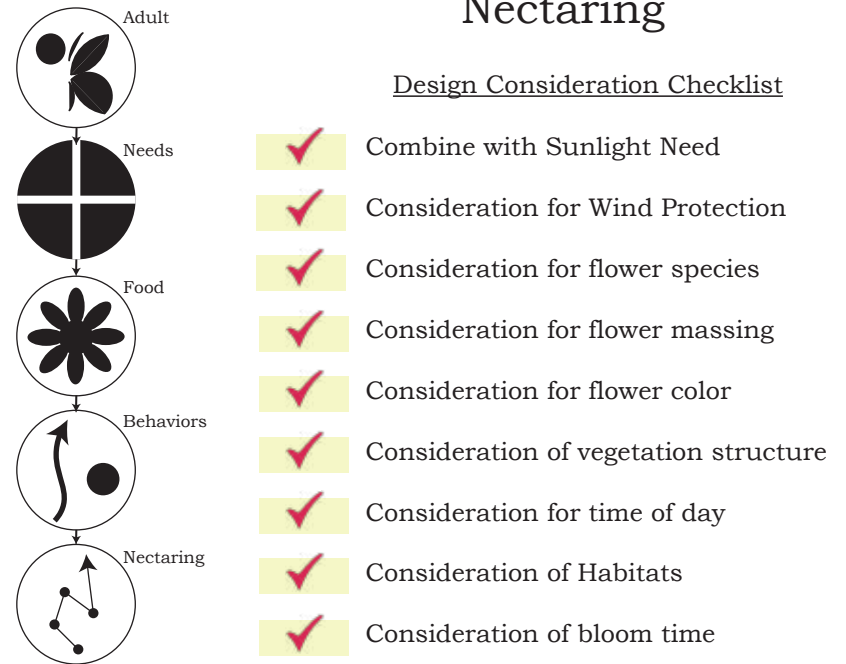 Nectaring
Design Consideration Checklist
Adult
Needs
Food
Behaviors
Nectaring
Combine with Sunlight Need
Consideration for Wind Protection
Consideration for flower species
Consideration for flower massing
Consideration for flower color
Consideration of vegetation structure
Consideration for time of day
Consideration of Habitats
Consideration of bloom time